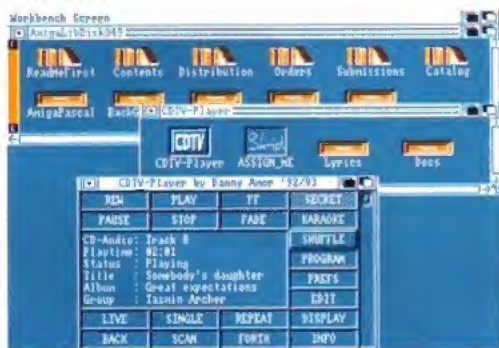 Workbench Screen
AmigaLibDisk849
ReadMeFirst Contents Distribution Orders Submissions Catalog
AmigaPascal
CDTV-Player
CDTV
CDTV-Player ASSIGN_ME Lyrics Docs
CDTV-Player by Danny Amor '92/93
REW PLAY FF SECRET
PAUSE STOP FADE KARAOKE
CD-Audio: Track 8 SHUFFLE
Playtime: 02:01
Status : Playing PROGRAM
Title : Somebody's daughter
Album : Great expectations PREFS
Group : Tasmin Archer EDIT
LIVE SINGLE REPEAT DISPLAY
BACK SCAN FORTH INFO